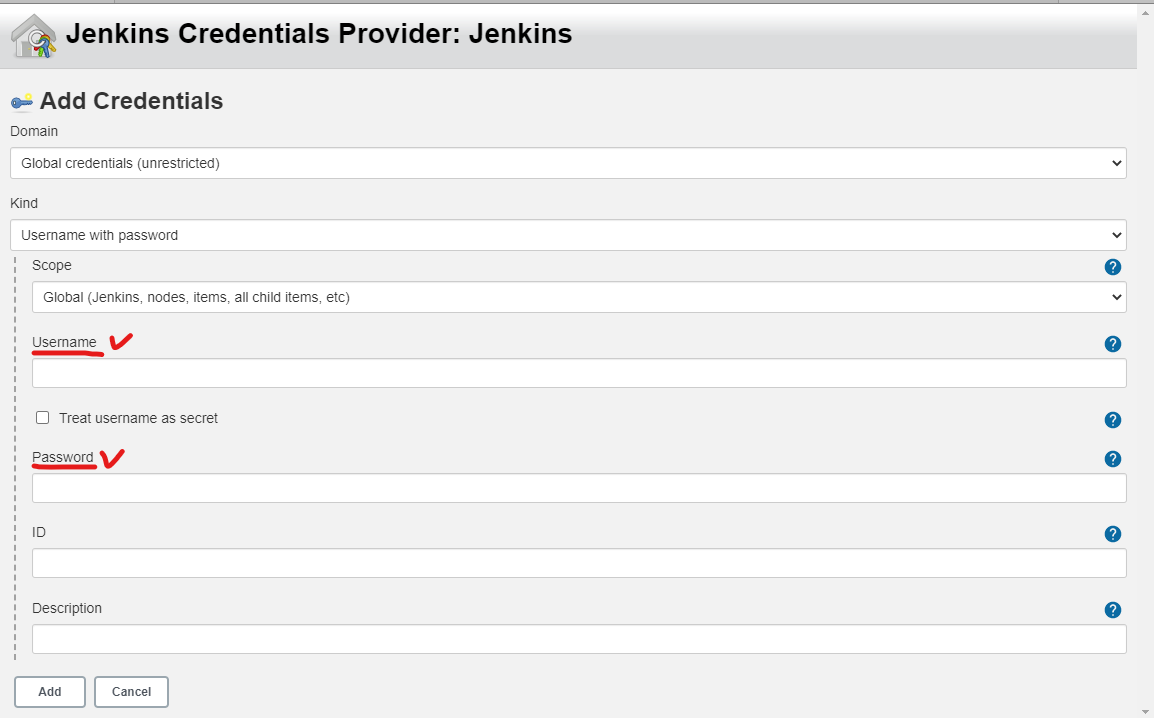 Jenkins Credentials Provider: Jenkins
Add Credentials
Domain
Global credentials (unrestricted)
Kind
Username with password
Scope
?
Global (Jenkins, nodes, items, all child items, etc)
Username
?
Treat username as secret
?
Password
?
ID
?
Description
?
Add
Cancel